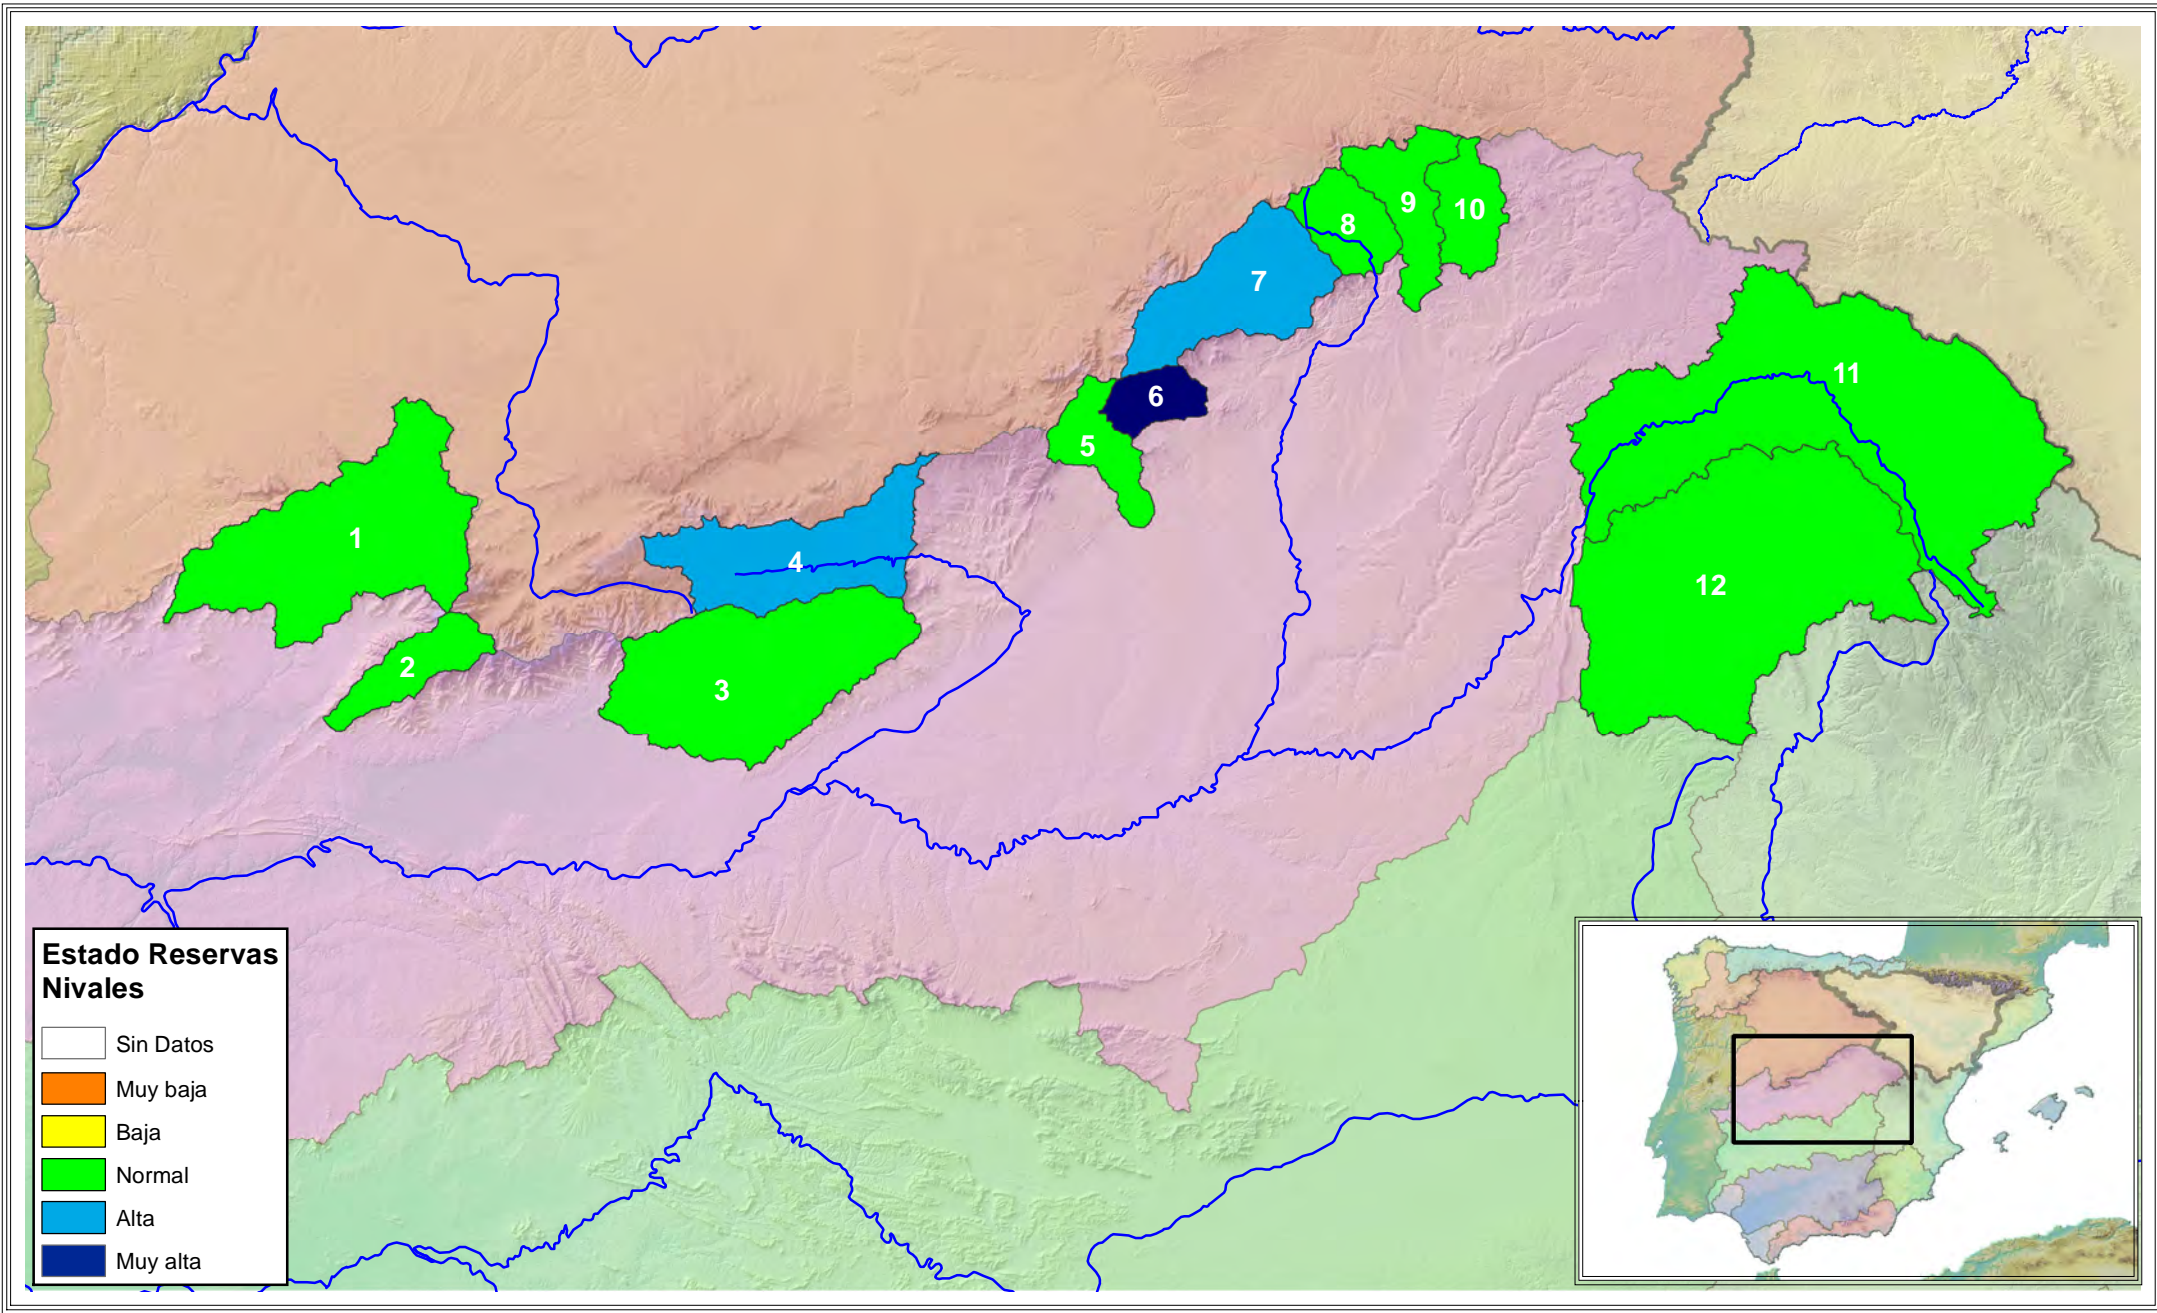 8
9
10
7
11
6
5
1
4
12
2
3
Estado Reservas
Nivales
Sin Datos
Muy baja
Baja
Normal
Alta
Muy alta